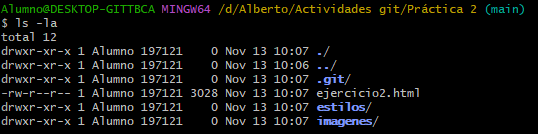 Alumno@DESKTOP-GITTBCA MINGW64 /d/Alberto/Actividades git/Práctica 2 (main)
$ ls -la
total 12
drwxr-xr-x 1 Alumno 197121    0 Nov 13 10:07 ./
drwxr-xr-x 1 Alumno 197121    0 Nov 13 10:06 ../
drwxr-xr-x 1 Alumno 197121    0 Nov 13 10:07 .git/
-rw-r--r-- 1 Alumno 197121 3028 Nov 13 10:07 ejercicio2.html
drwxr-xr-x 1 Alumno 197121    0 Nov 13 10:07 estilos/
drwxr-xr-x 1 Alumno 197121    0 Nov 13 10:07 imagenes/